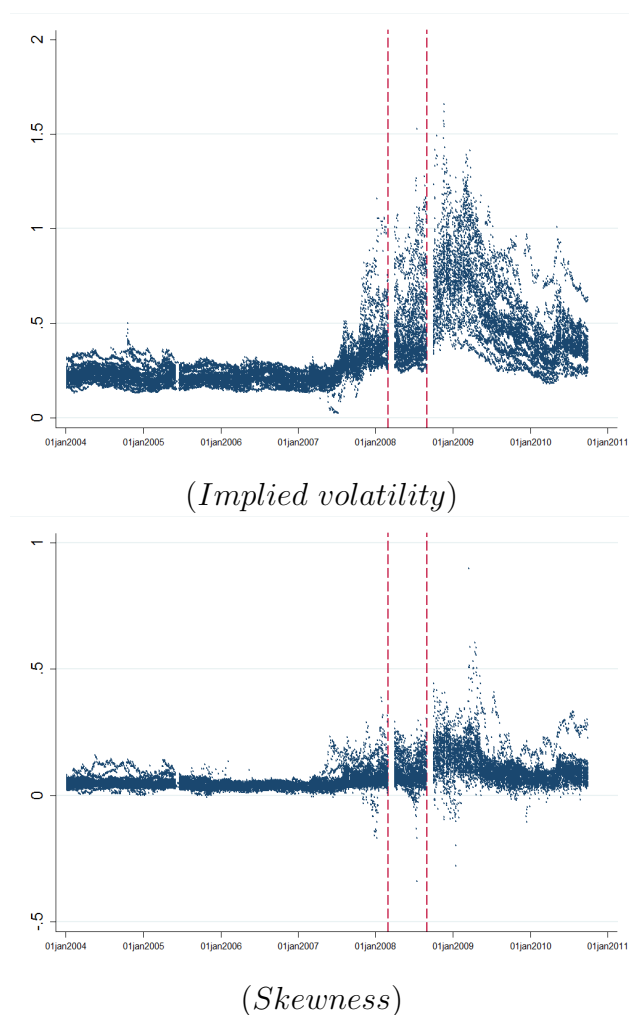 2
1.5
1
.5
0
01jan2004 01jan2005 01jan2006 01jan2007 01jan2008 01jan2009 01jan2010 01jan2011
(Implied volatility)
1
.5
0
-.5
01jan2004 01jan2005 01jan2006 01jan2007 01jan2008 01jan2009 01jan2010 01jan2011
(Skewness)